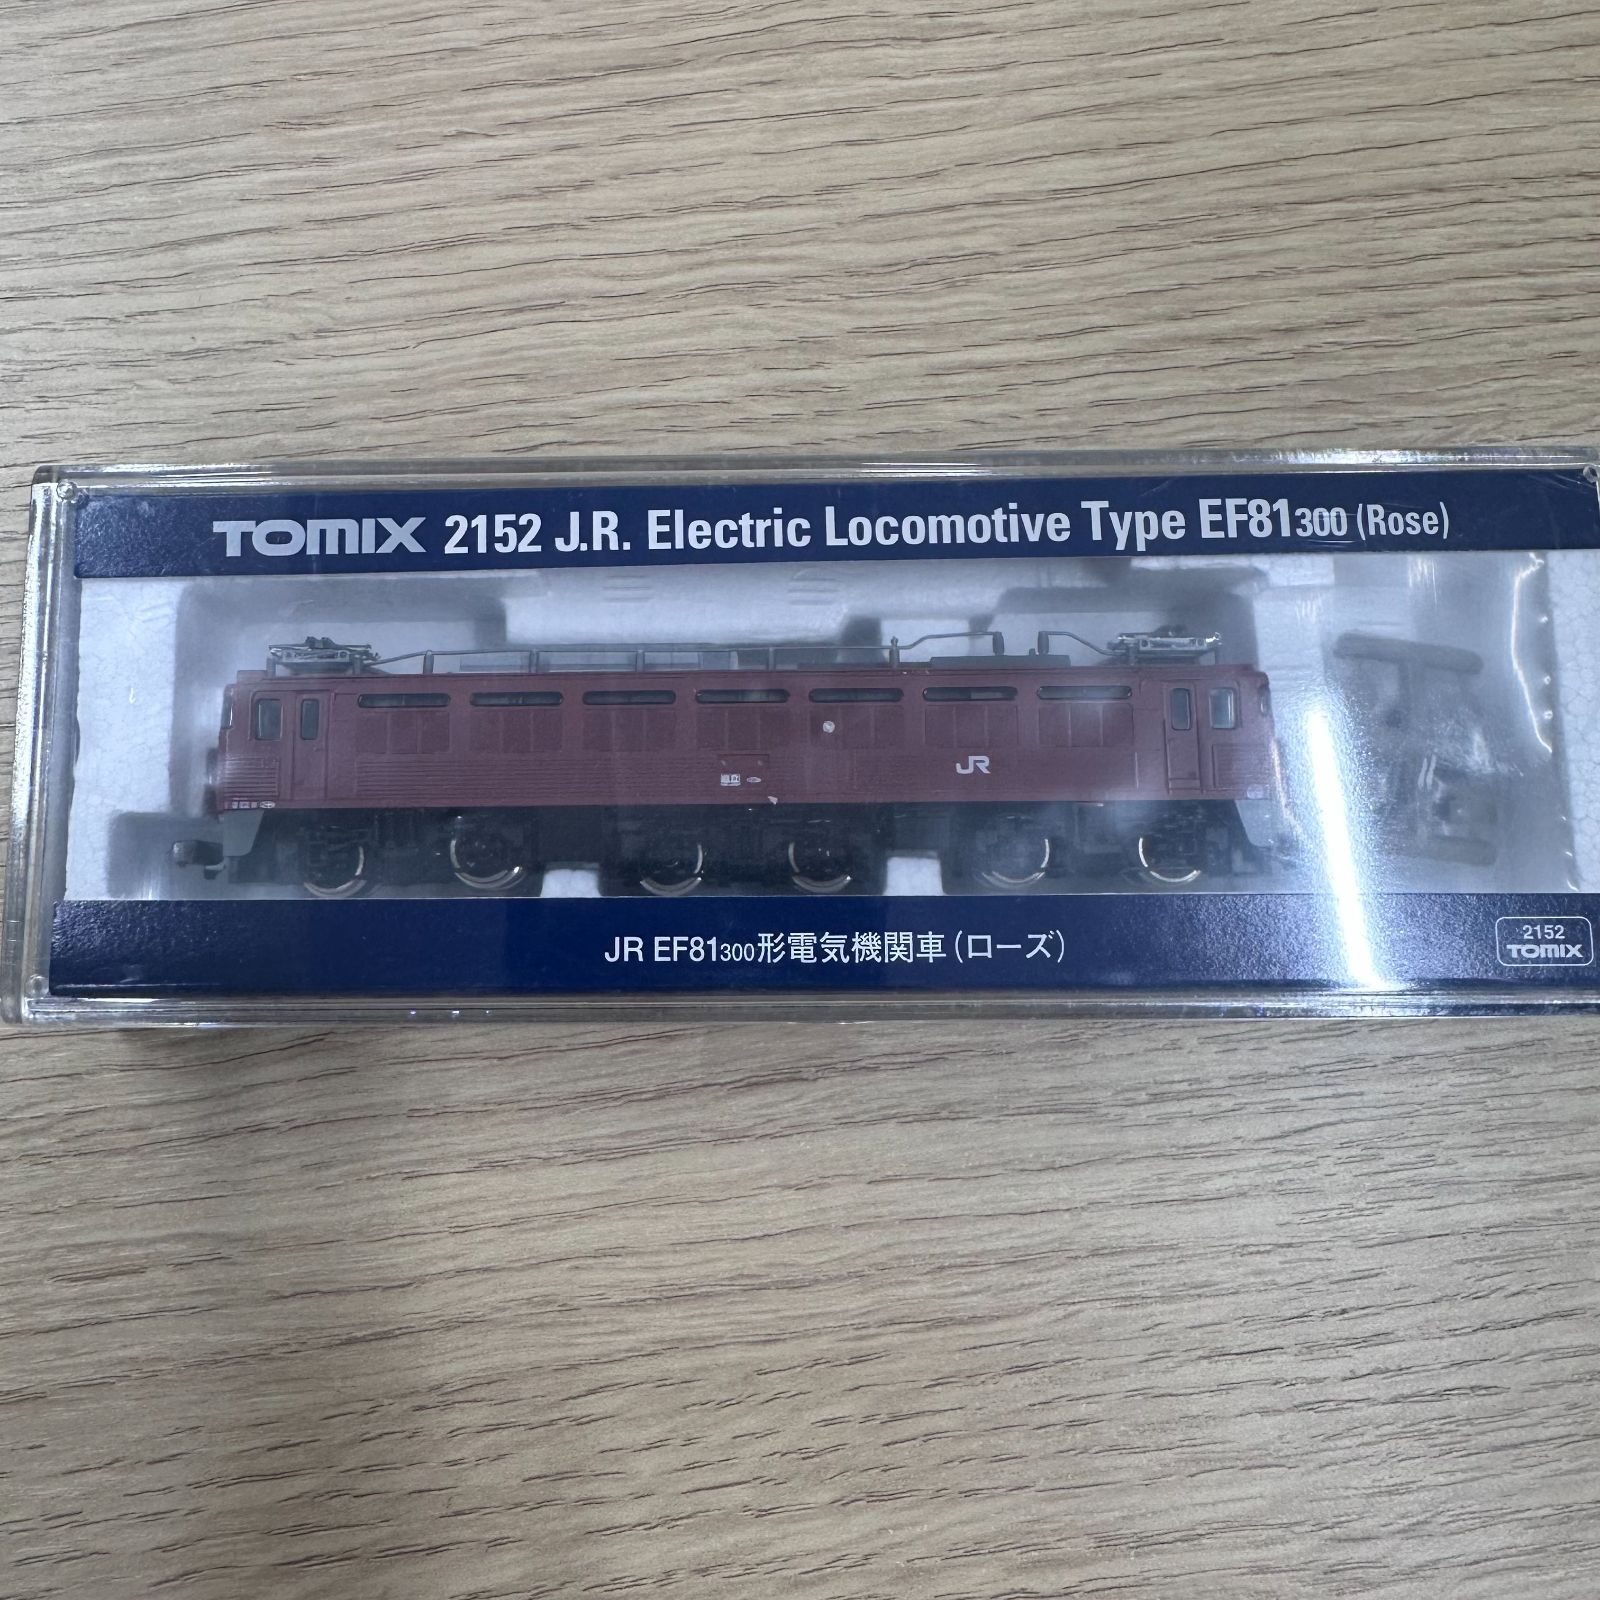 TOMIX 2152 J.R. Electric Locomotive Type EF81300 (Rose)
JR
JR EF81300形電気機関車(ローズ)
2152
TOMIX